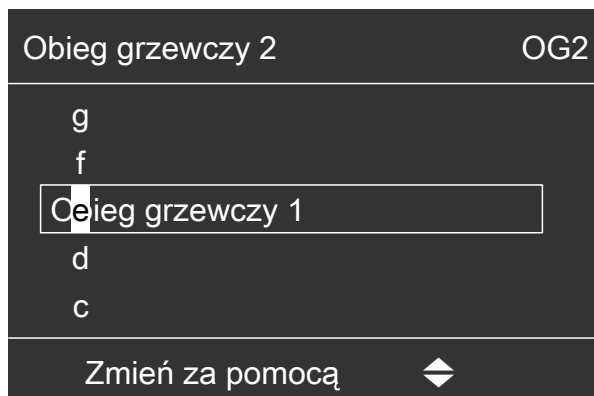 Obieg grzewczy 2 OG2
g
f
Oeieg grzewczy 1
d
c
Zmień za pomocą